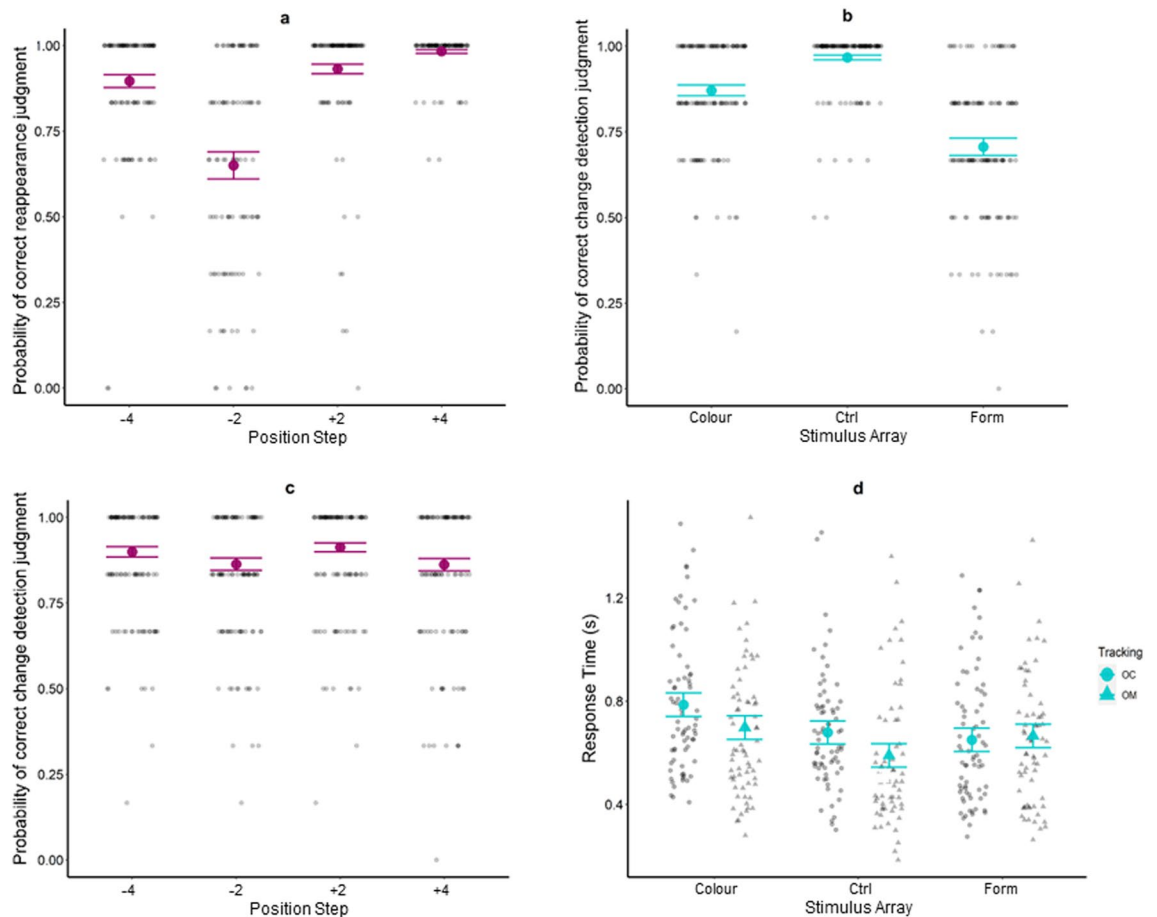 a
Probability of correct reappearance judgment
1.00
0.75
0.50
0.25
0.00
-4
-2
+2
+4
Position Step
b
Probability of correct change detection judgment
1.00
0.75
0.50
0.25
0.00
Colour
Ctrl
Form
Stimulus Array
c
Probability of correct change detection judgment
1.00
0.75
0.50
0.25
0.00
-4
-2
+2
+4
Position Step
d
Response Time (s)
1.2
0.8
0.4
Colour
Ctrl
Form
Stimulus Array
Tracking
OC
OM